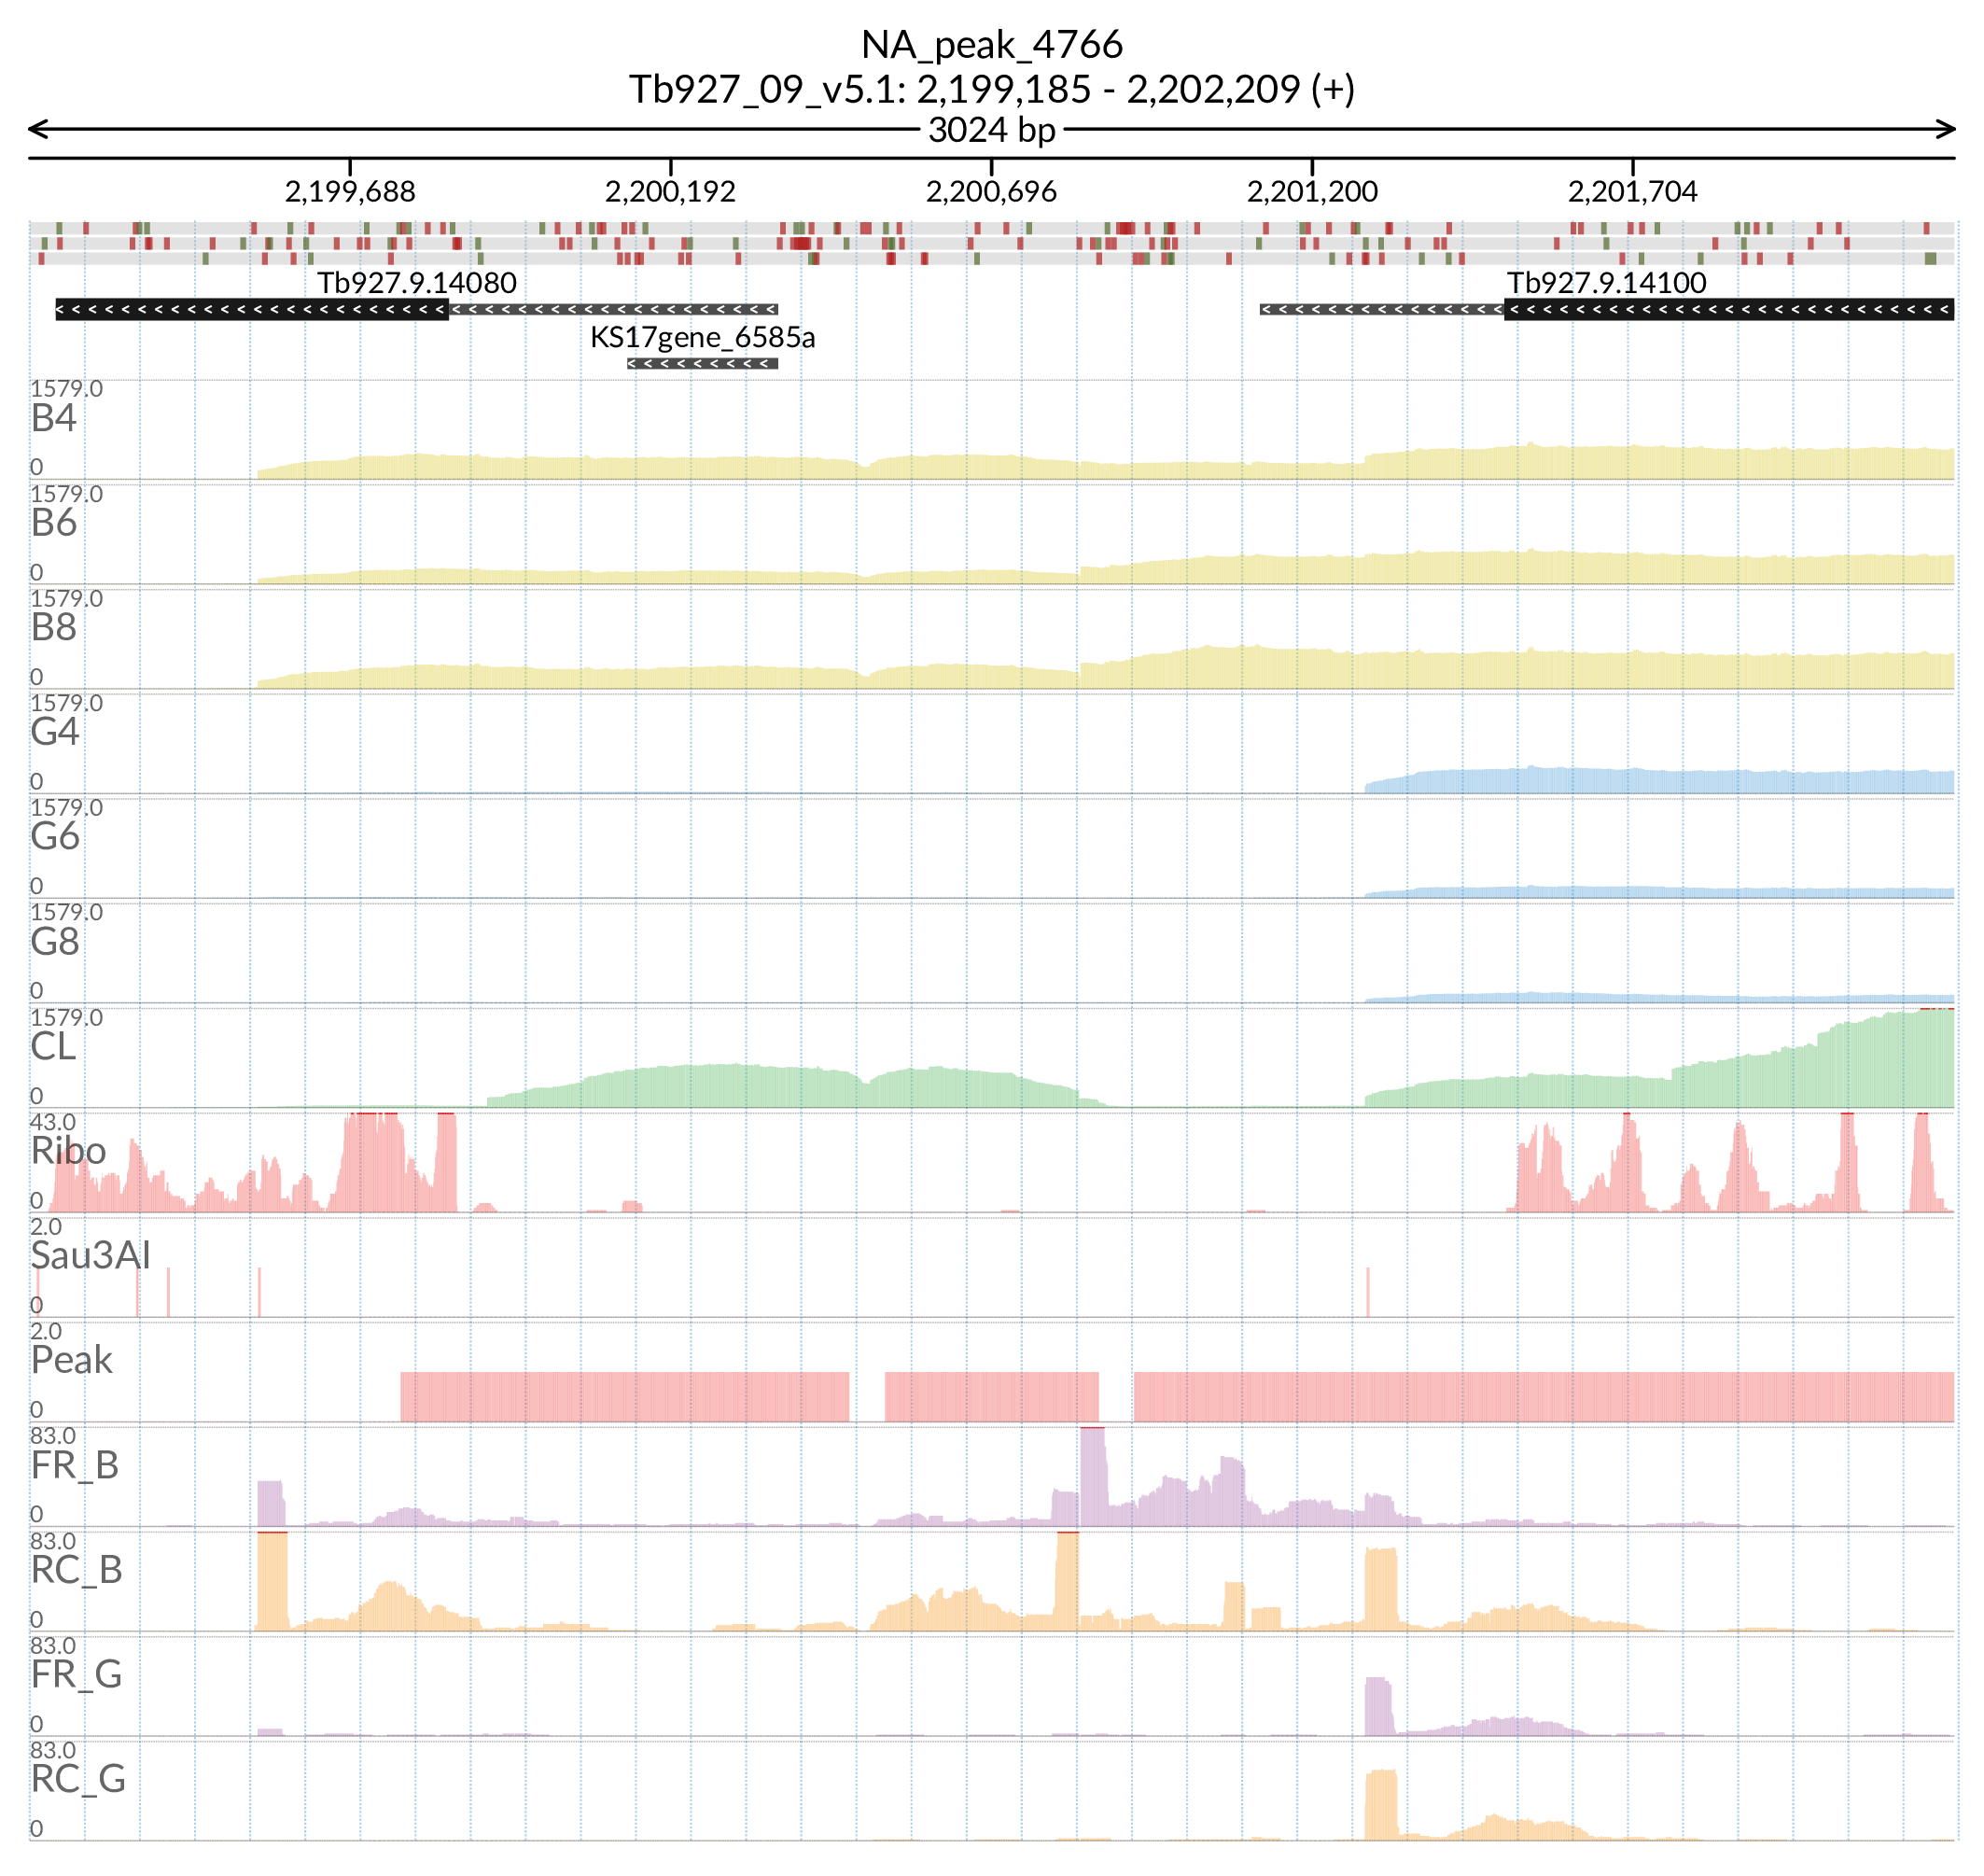 NA_peak_4766
Tb927_09_v5.1: 2,199,185 - 2,202,209 (+)
3024 bp
2,199,688 2,200,192 2,200,696 2,201,200 2,201,704
Tb927.9.14080 Tb927.9.14100
KS17gene_6585a
1579.0
B4
0
1579.0
B6
0
1579.0
B8
0
1579.0
G4
0
1579.0
G6
0
1579.0
G8
0
1579.0
CL
0
43.0
Ribo
0
2.0
Sau3AI
0
2.0
Peak
0
83.0
FR_B
0
83.0
RC_B
0
83.0
FR_G
0
83.0
RC_G
0